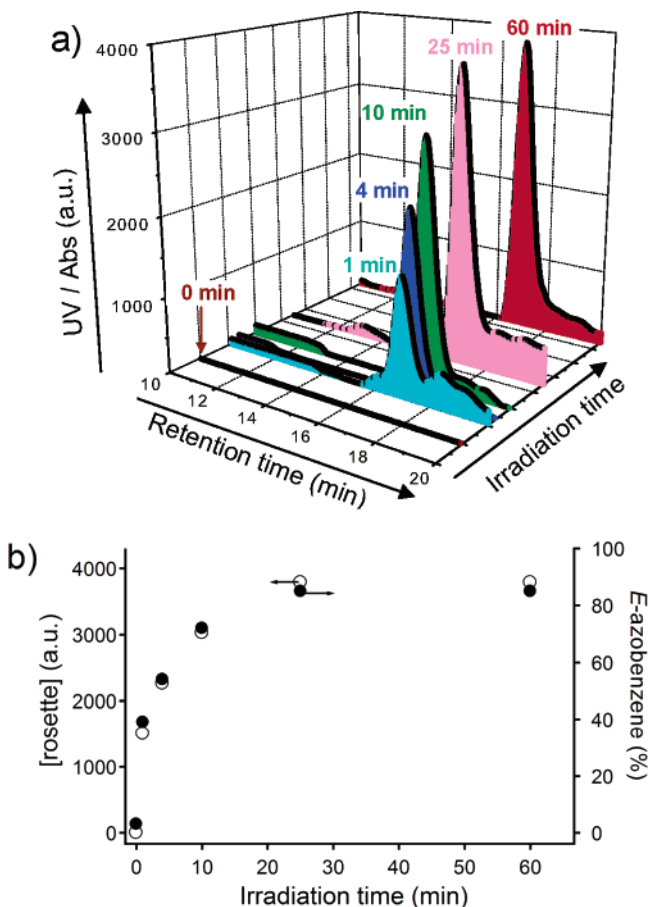 a)
4000
3000
2000
1000
UV / Abs (a.u.)
0 min
1 min
4 min
10 min
25 min
60 min
10
12
14
16
18
20
Retention time (min)
Irradiation time
b)
4000
3000
2000
1000
0
[rosette] (a.u.)
100
80
60
40
20
0
E-azobenzene (%)
0 10 20 30 40 50 60
Irradiation time (min)